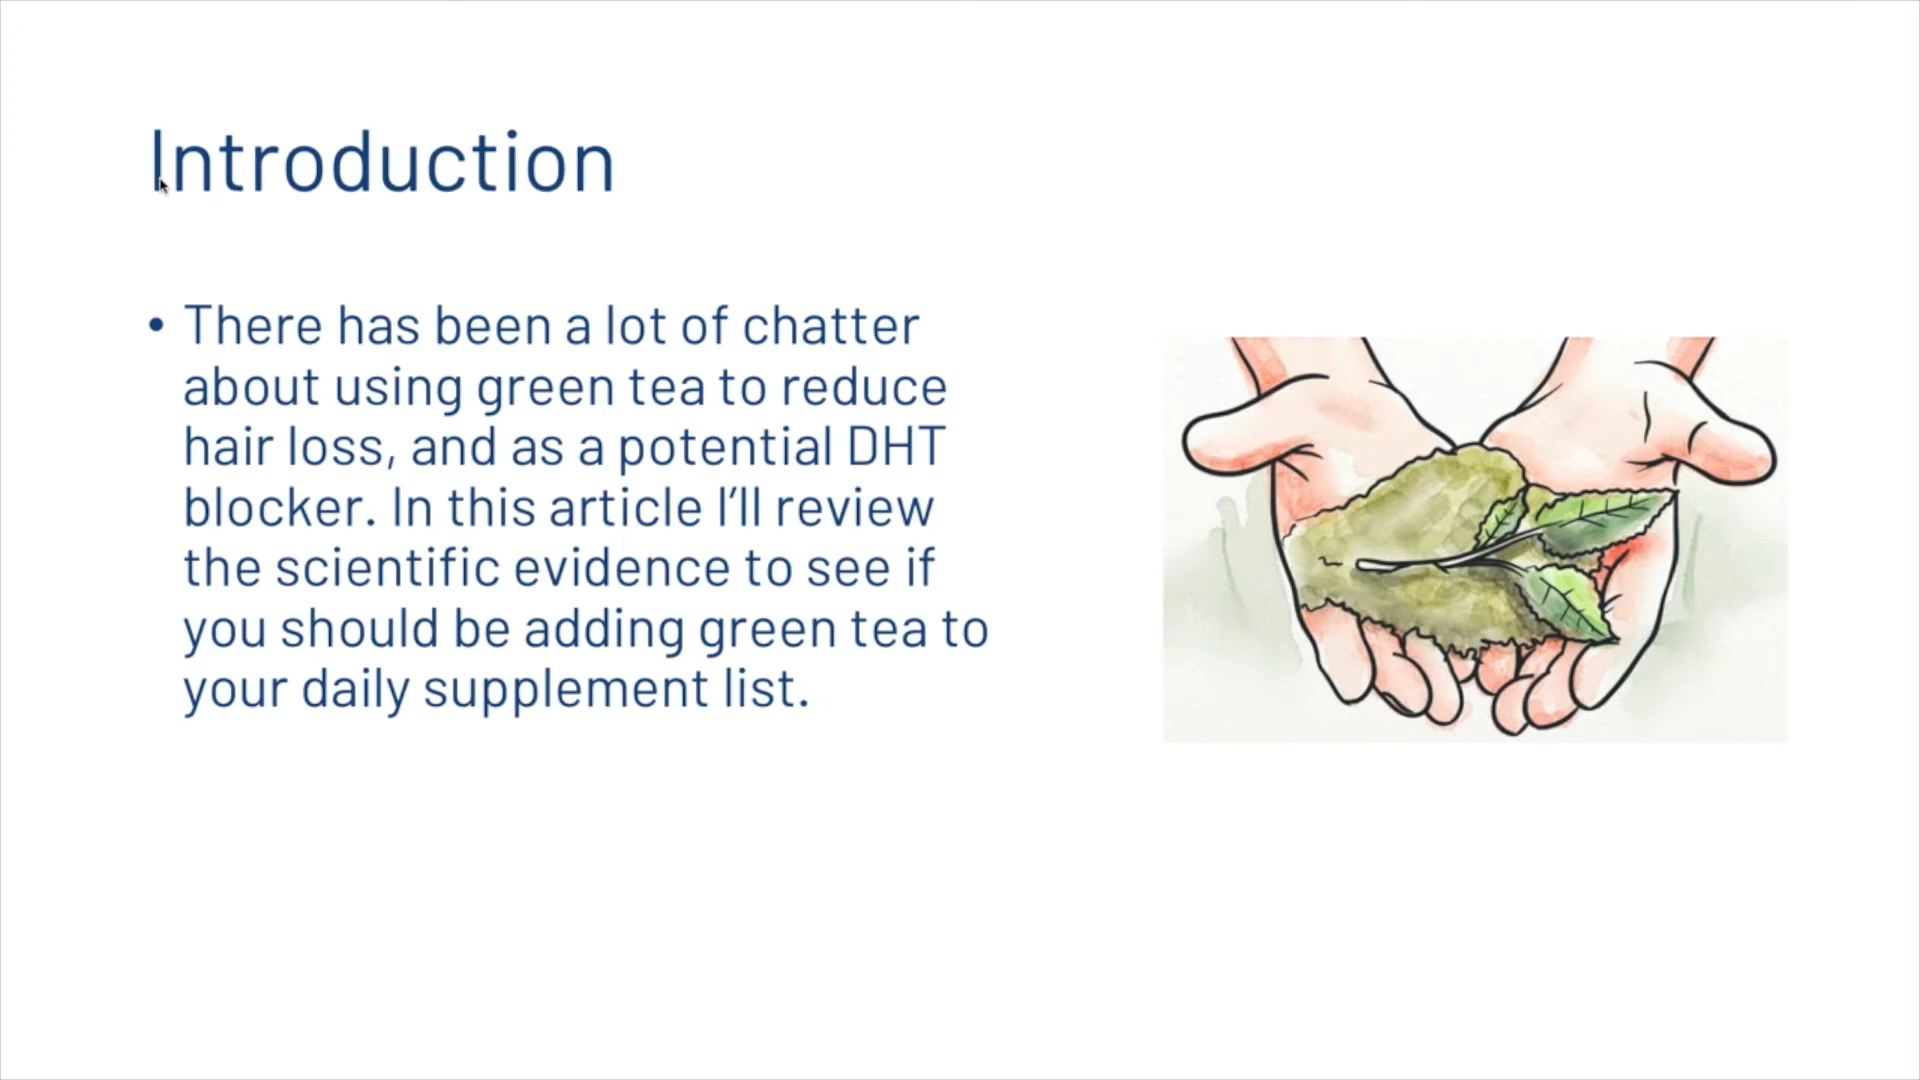 Introduction
• There has been a lot of chatter
about using green tea to reduce
hair loss, and as a potential DHT
blocker. In this article I’ll review
the scientific evidence to see if
you should be adding green tea to
your daily supplement list.